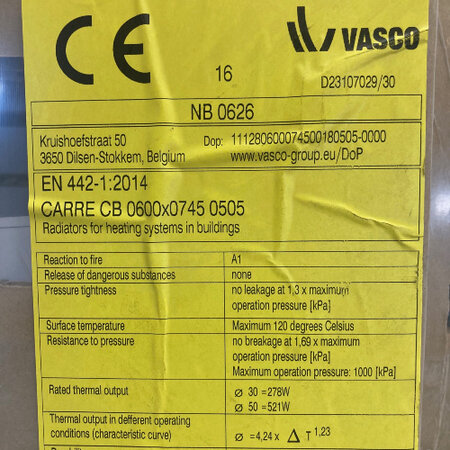 CE
VASCO
16
D23107029/30
NB 0626
Kruishoefstraat 50
3650 Dilsen-Stokkem, Belgium
Dop: 111280600074500180505-0000
www.vasco-group.eu/DoP
EN 442-1:2014
CARRE CB 0600x0745 0505
Radiators for heating systems in buildings
Reaction to fire A1
Release of dangerous substances none
Pressure tightness no leakage at 1,3 x maximum
operation pressure [kPa]
Surface temperature Maximum 120 degrees Celsius
Resistance to pressure no breakage at 1,69 x maximum
operation pressure [kPa]
Maximum operation pressure: 1000 [kPa]
Rated thermal output ⌀ 30 =278W
⌀ 50 =521W
Thermal output in defferent operating
conditions (characteristic curve) ⌀ =4,24 x Δ T 1,23